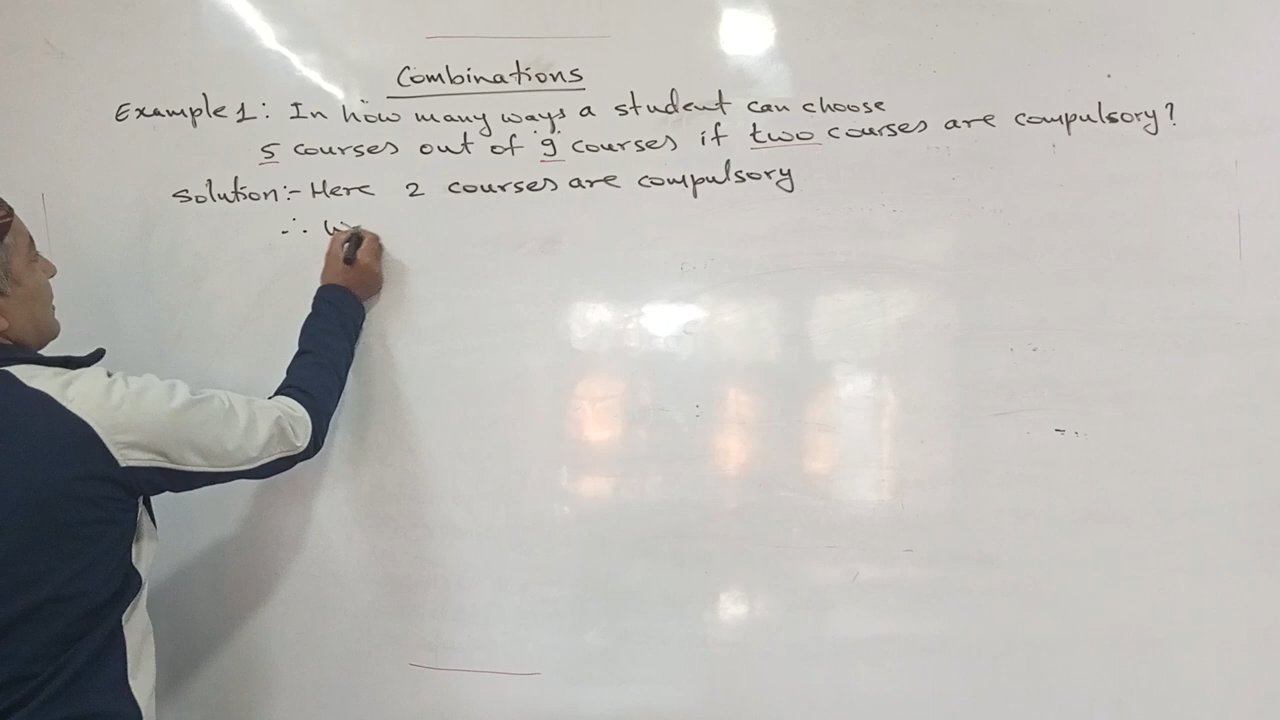 Combinations
Example 1: In how many ways a student can choose
5 courses out of 9 courses if two courses are compulsory?
Solution:- Here 2 courses are compulsory
∴